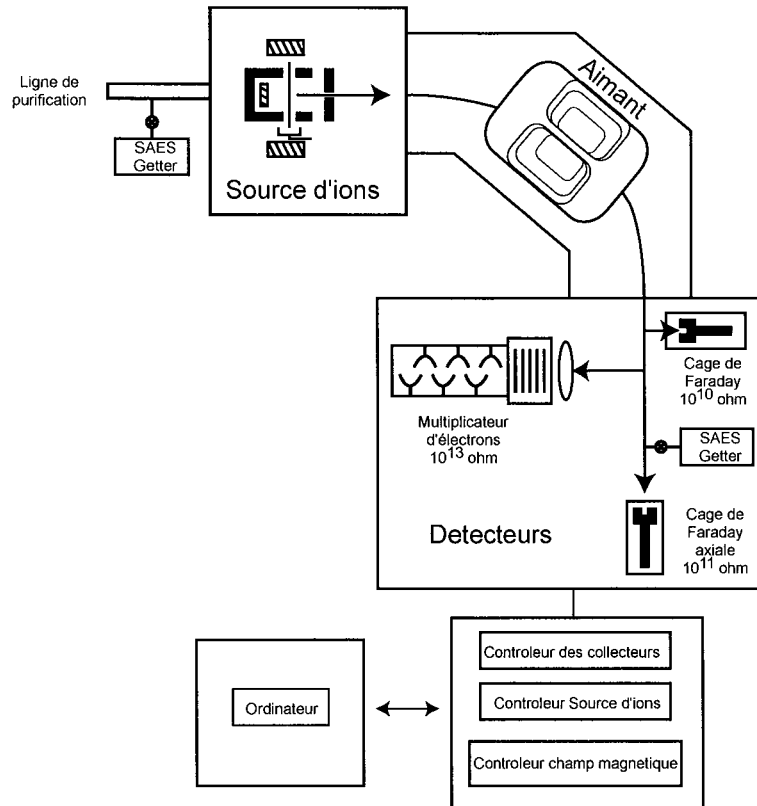 Ligne de
purification
SAES
Getter
Source d'ions
Aimant
Cage de
Faraday
10^10 ohm
Multiplicateur
d'électrons
10^13 ohm
SAES
Getter
Detecteurs
Cage de
Faraday
axiale
10^11 ohm
Controleur des collecteurs
Ordinateur
Controleur Source d'ions
Controleur champ magnetique